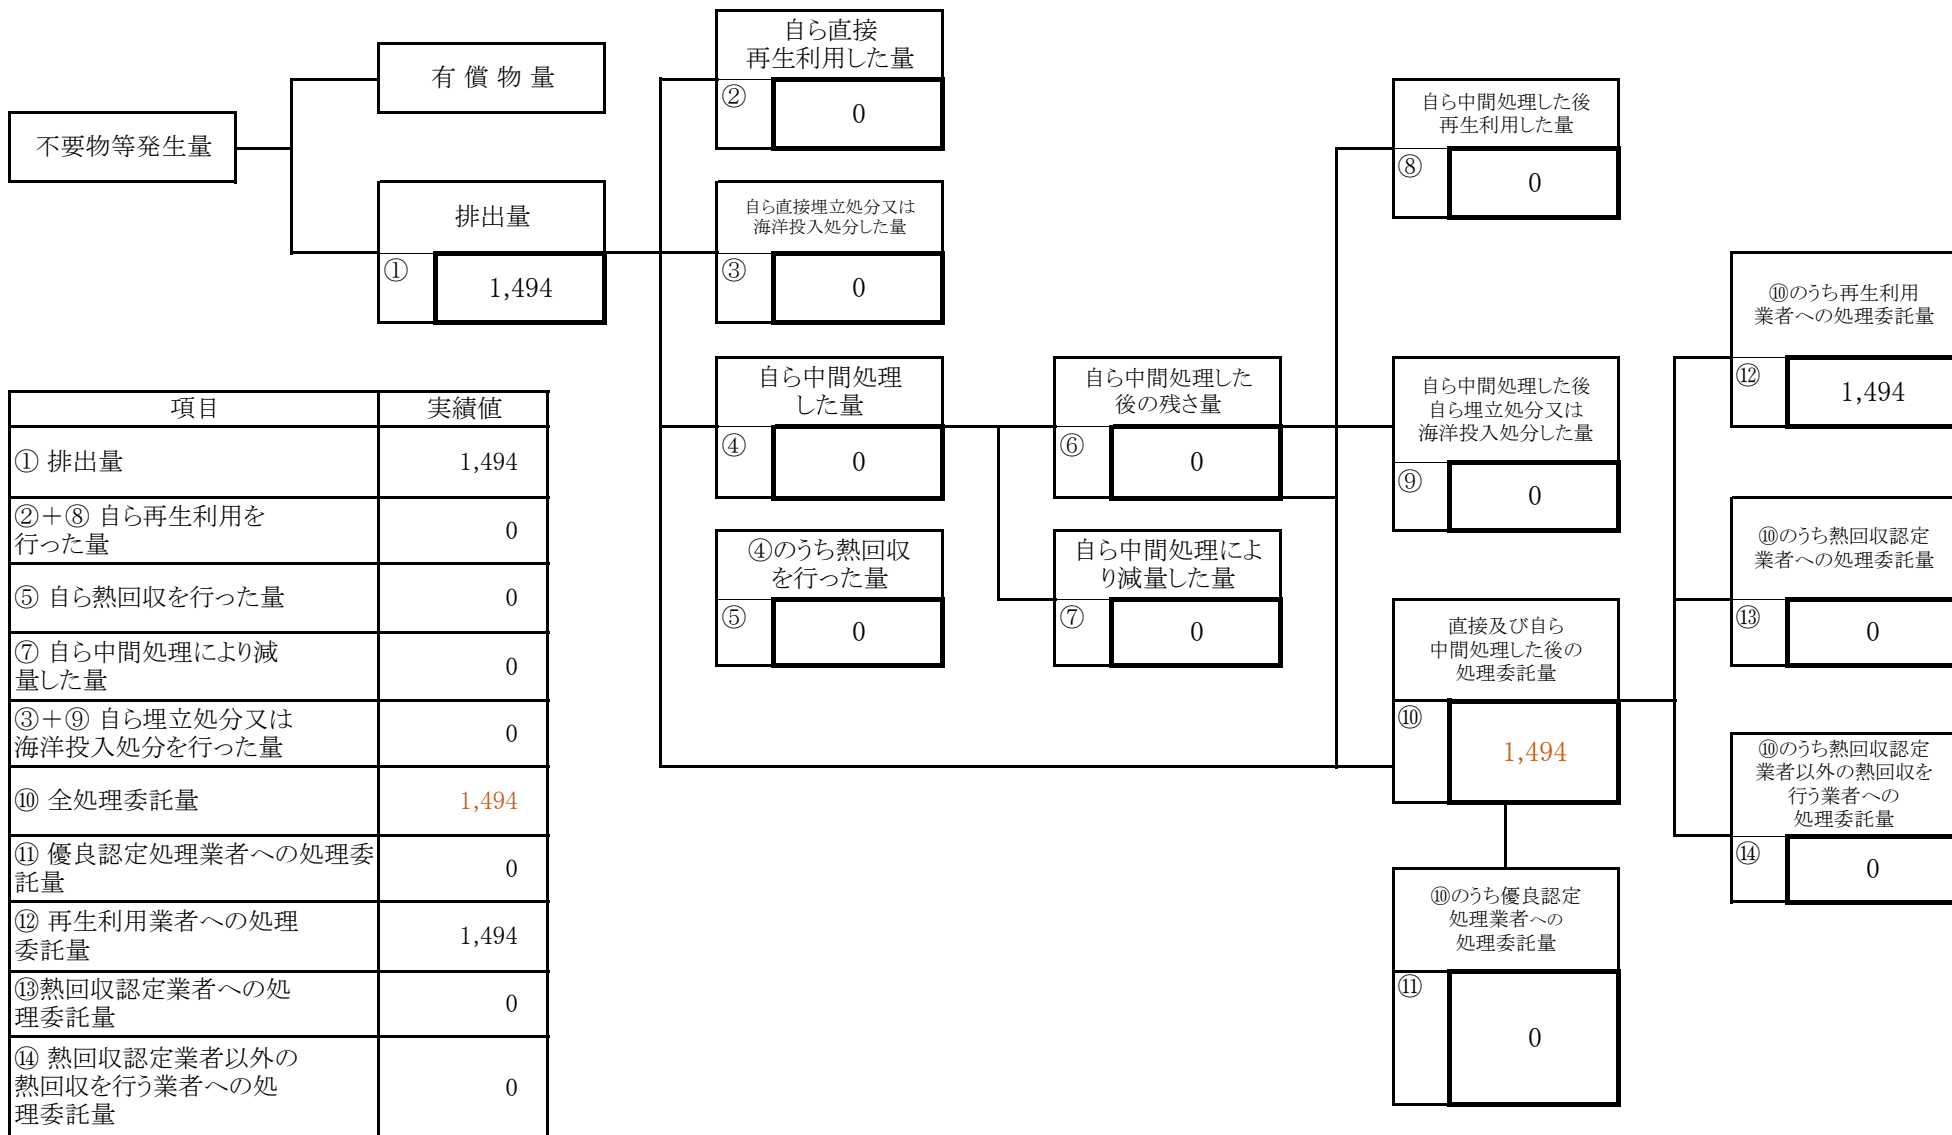 不要物等発生量
有 償 物 量
排出量
①
1,494
自ら直接
再生利用した量
②
0
自ら直接埋立処分又は
海洋投入処分した量
③
0
自ら中間処理
した量
④
0
④のうち熱回収
を行った量
⑤
0
自ら中間処理した
後の残さ量
⑥
0
自ら中間処理によ
り減量した量
⑦
0
自ら中間処理した後
再生利用した量
⑧
0
自ら中間処理した後
自ら埋立処分又は
海洋投入処分した量
⑨
0
直接及び自ら
中間処理した後の
処理委託量
⑩
1,494
⑩のうち優良認定
処理業者への
処理委託量
⑪
0
⑩のうち再生利用
業者への処理委託量
⑫
1,494
⑩のうち熱回収認定
業者への処理委託量
⑬
0
⑩のうち熱回収認定
業者以外の熱回収を
行う業者への
処理委託量
⑭
0
項目 実績値
① 排出量 1,494
②＋⑧ 自ら再生利用を
行った量 0
⑤ 自ら熱回収を行った量 0
⑦ 自ら中間処理により減
量した量 0
③＋⑨ 自ら埋立処分又は
海洋投入処分を行った量 0
⑩ 全処理委託量 1,494
⑪ 優良認定処理業者への処理委
託量 0
⑫ 再生利用業者への処理
委託量 1,494
⑬熱回収認定業者への処
理委託量 0
⑭ 熱回収認定業者以外の
熱回収を行う業者への処
理委託量 0